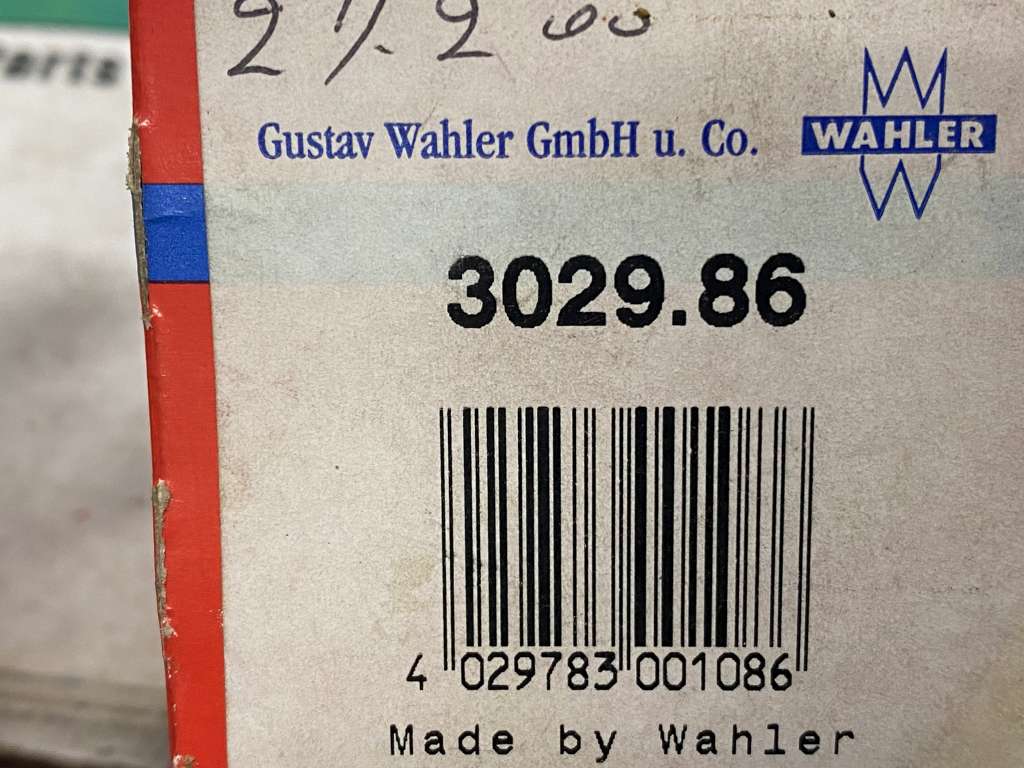 Gustav Wahler GmbH u. Co.
WAHLER
3029.86
4 029783 001086
Made by Wahler